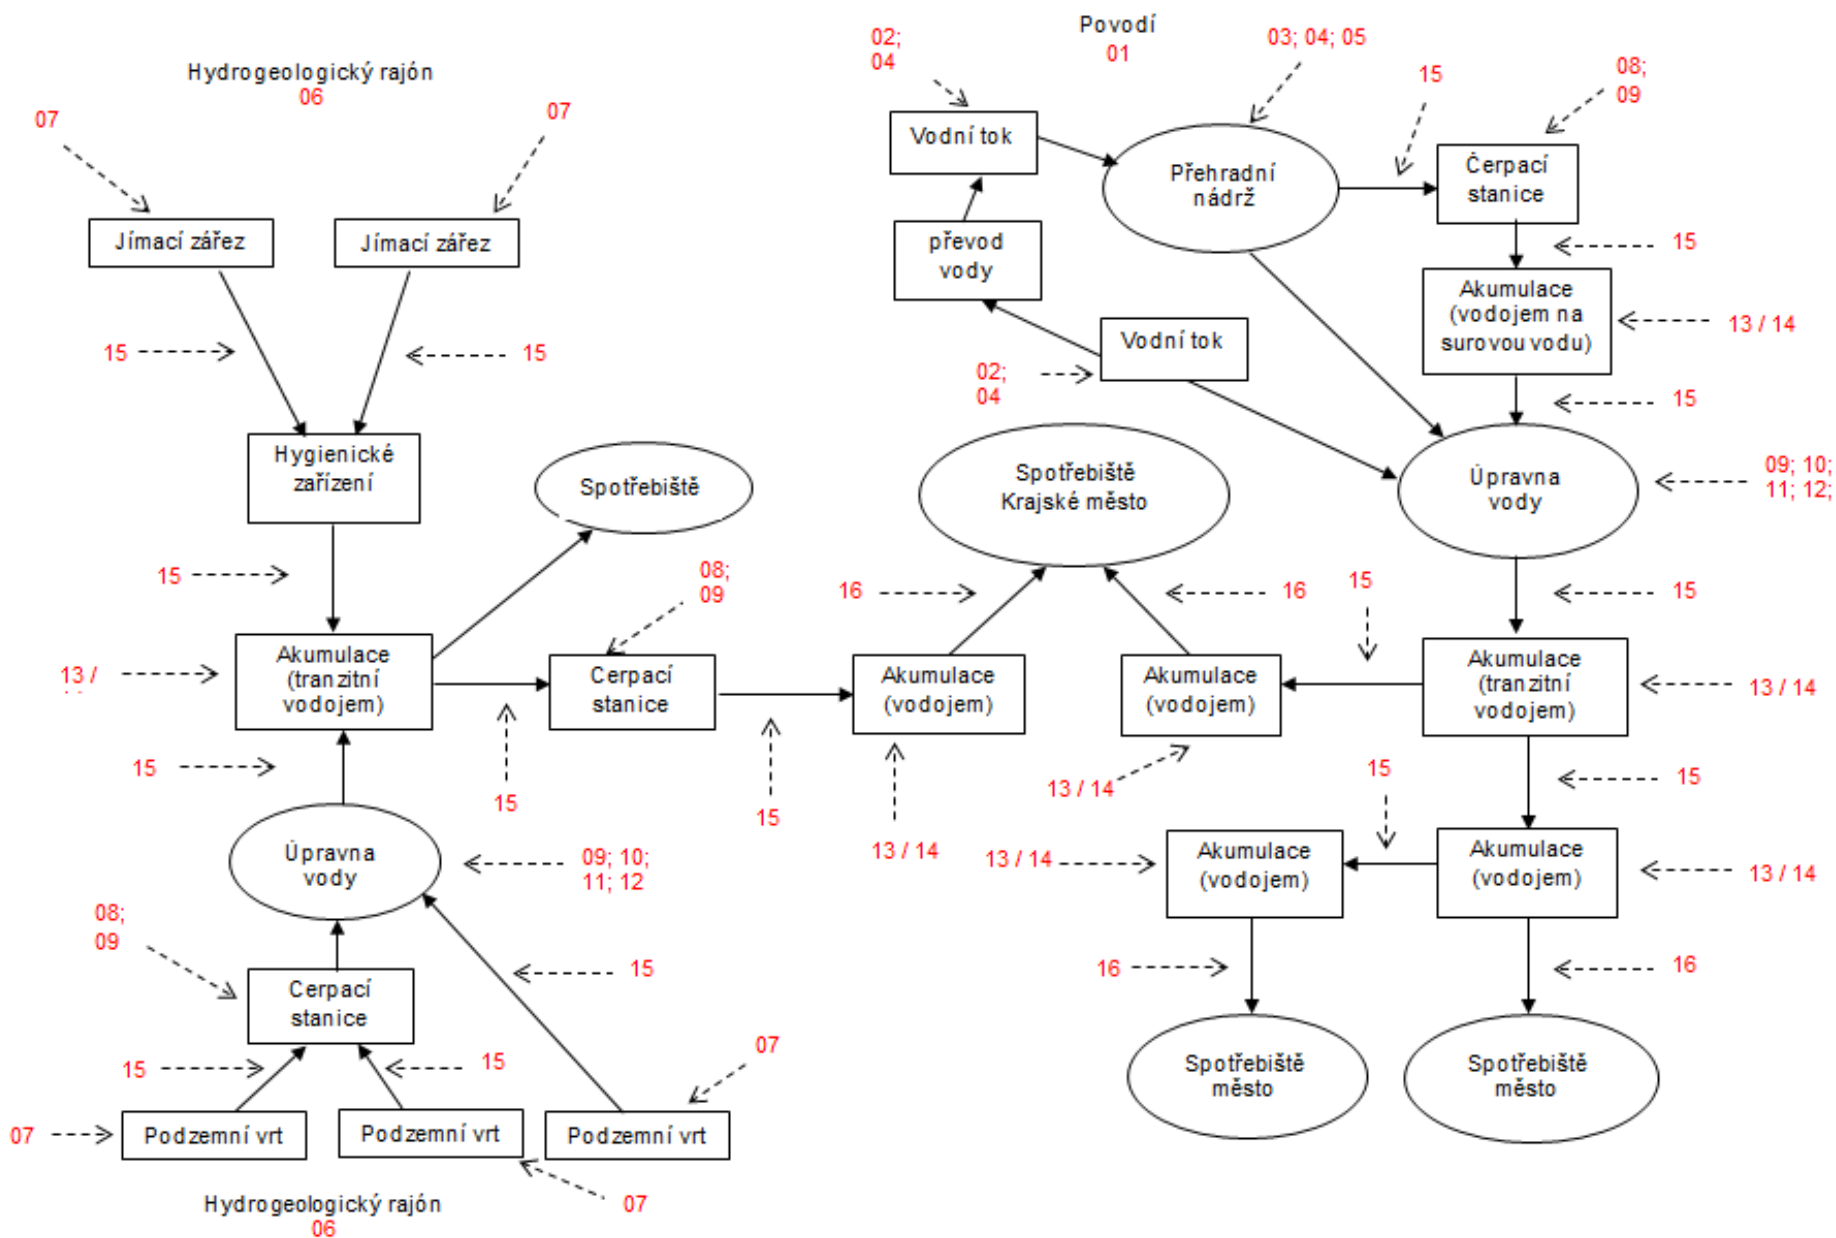 Povodí
01
02;
04
03; 04; 05
15
08;
09
Hydrogeologický rajón
06
07
07
Vodní tok
Přehradní
nádrž
Čerpací
stanice
Jímací zářez
Jímací zářez
převod
vody
15
Akumulace
(vodojem na
surovou vodu)
13 / 14
Vodní tok
02;
04
15
15
15
Hygienické
zařízení
Spotřebiště
Spotřebiště
Krajské město
Úpravna
vody
09; 10;
11; 12;
15
08;
09
16
16
15
15
13 /
Akumulace
(tranzitní
vodojem)
Cerpací
stanice
Akumulace
(vodojem)
Akumulace
(vodojem)
Akumulace
(tranzitní
vodojem)
13 / 14
15
15
15
13 / 14
13 / 14
15
15
Úpravna
vody
09; 10;
11; 12
13 / 14
Akumulace
(vodojem)
Akumulace
(vodojem)
13 / 14
08;
09
15
16
16
Cerpací
stanice
15
15
07
Spotřebiště
město
Spotřebiště
město
07
Podzemní vrt
Podzemní vrt
Podzemní vrt
07
Hydrogeologický rajón
06